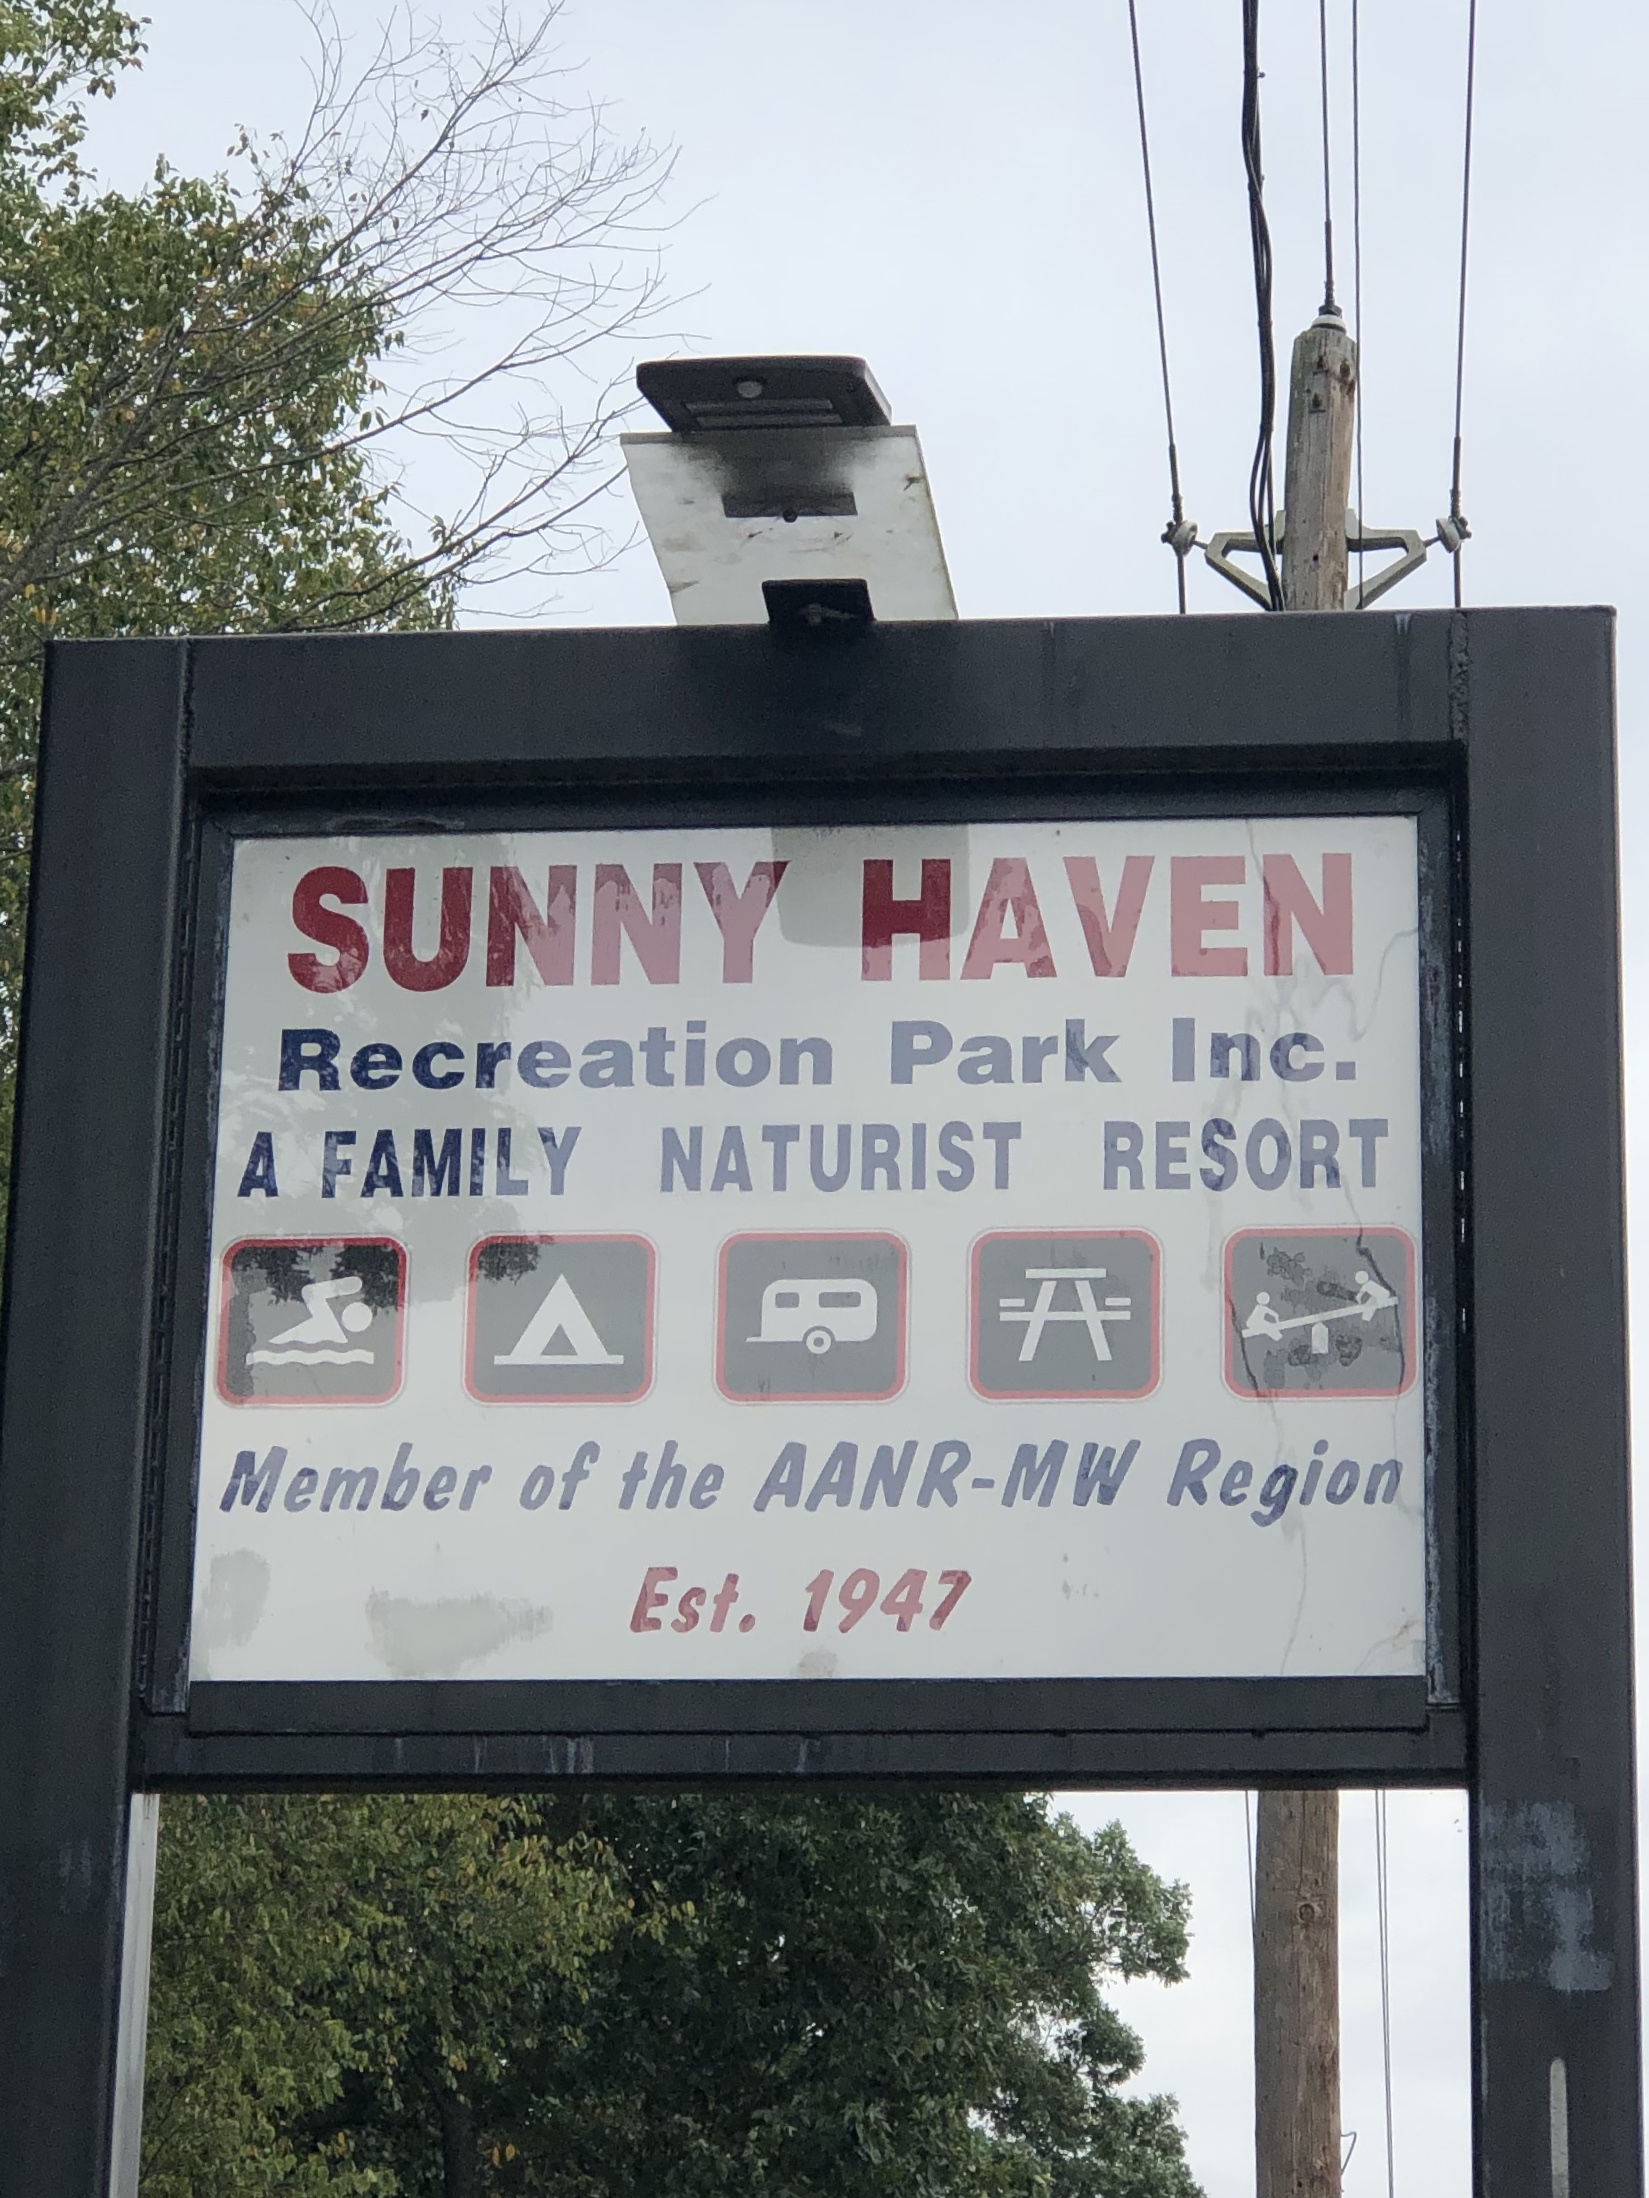 SUNNY HAVEN
Recreation Park Inc.
A FAMILY NATURIST RESORT
Member of the AANR-MW Region
Est. 1947